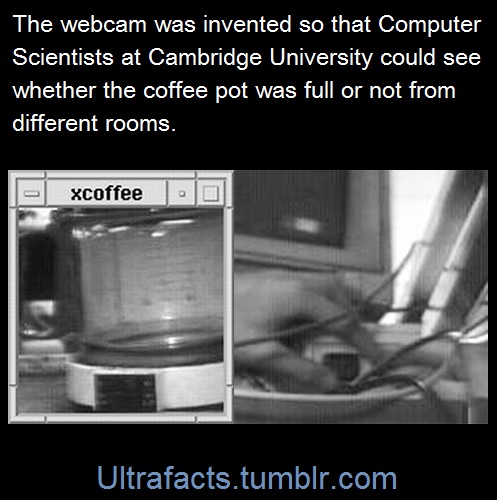 The webcam was invented so that Computer
Scientists at Cambridge University could see
whether the coffee pot was full or not from
different rooms.
xcoffee
Ultrafacts.tumblr.com